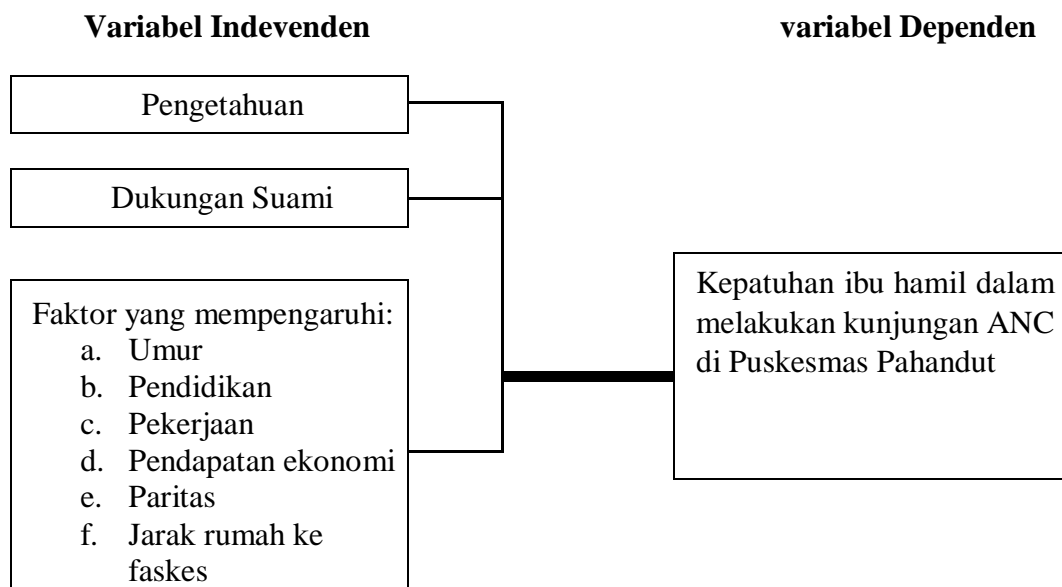 Variabel Indevenden
variabel Dependen
Pengetahuan
Dukungan Suami
Faktor yang mempengaruhi:
a. Umur
b. Pendidikan
c. Pekerjaan
d. Pendapatan ekonomi
e. Paritas
f. Jarak rumah ke
faskes
Kepatuhan ibu hamil dalam
melakukan kunjungan ANC
di Puskesmas Pahandut